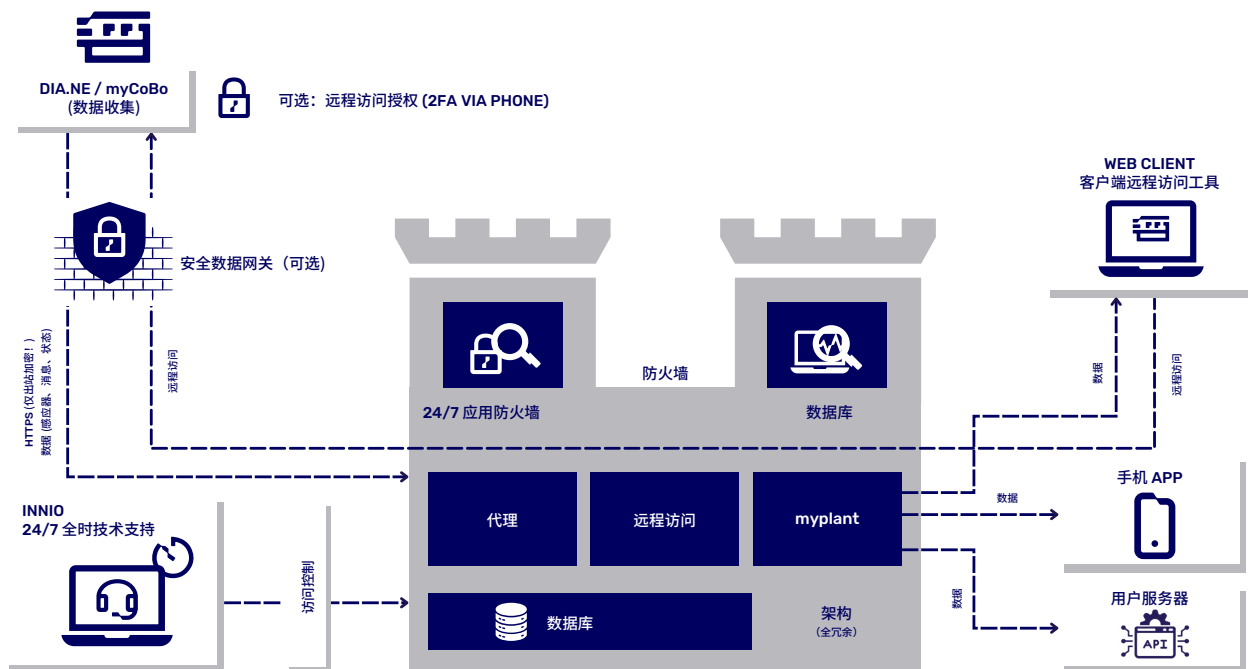 DIA.NE / myCoBo
(数据收集)
可选：远程访问授权 (2FA VIA PHONE)
WEB CLIENT
客户端远程访问工具
安全数据网关（可选)
HTTPS (仅出站加密！)
数据 (感应器、消息、状态)
远程访问
防火墙
24/7 应用防火墙
数据库
数据
远程访问
代理
远程访问
myplant
数据
手机 APP
INNIO
24/7 全时技术支持
访问控制
数据库
架构
(全冗余)
数据
用户服务器
API